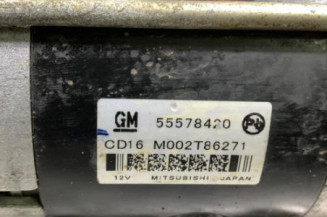 GM 55578420 Pb
CD16 M002T86271
12V MITSUBISHI JAPAN